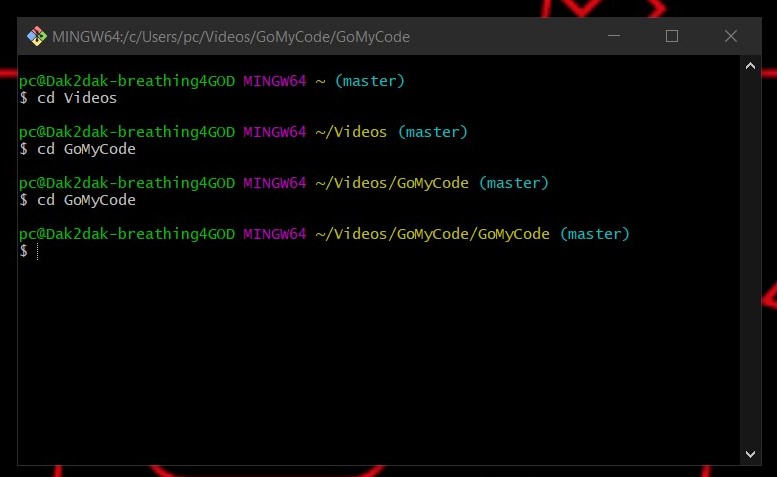 MINGW64:/c/Users/pc/Videos/GoMyCode/GoMyCode
pc@Dak2dak-breathing4GOD MINGW64 ~ (master)
$ cd Videos
pc@Dak2dak-breathing4GOD MINGW64 ~/Videos (master)
$ cd GoMyCode
pc@Dak2dak-breathing4GOD MINGW64 ~/Videos/GoMyCode (master)
$ cd GoMyCode
pc@Dak2dak-breathing4GOD MINGW64 ~/Videos/GoMyCode/GoMyCode (master)
$